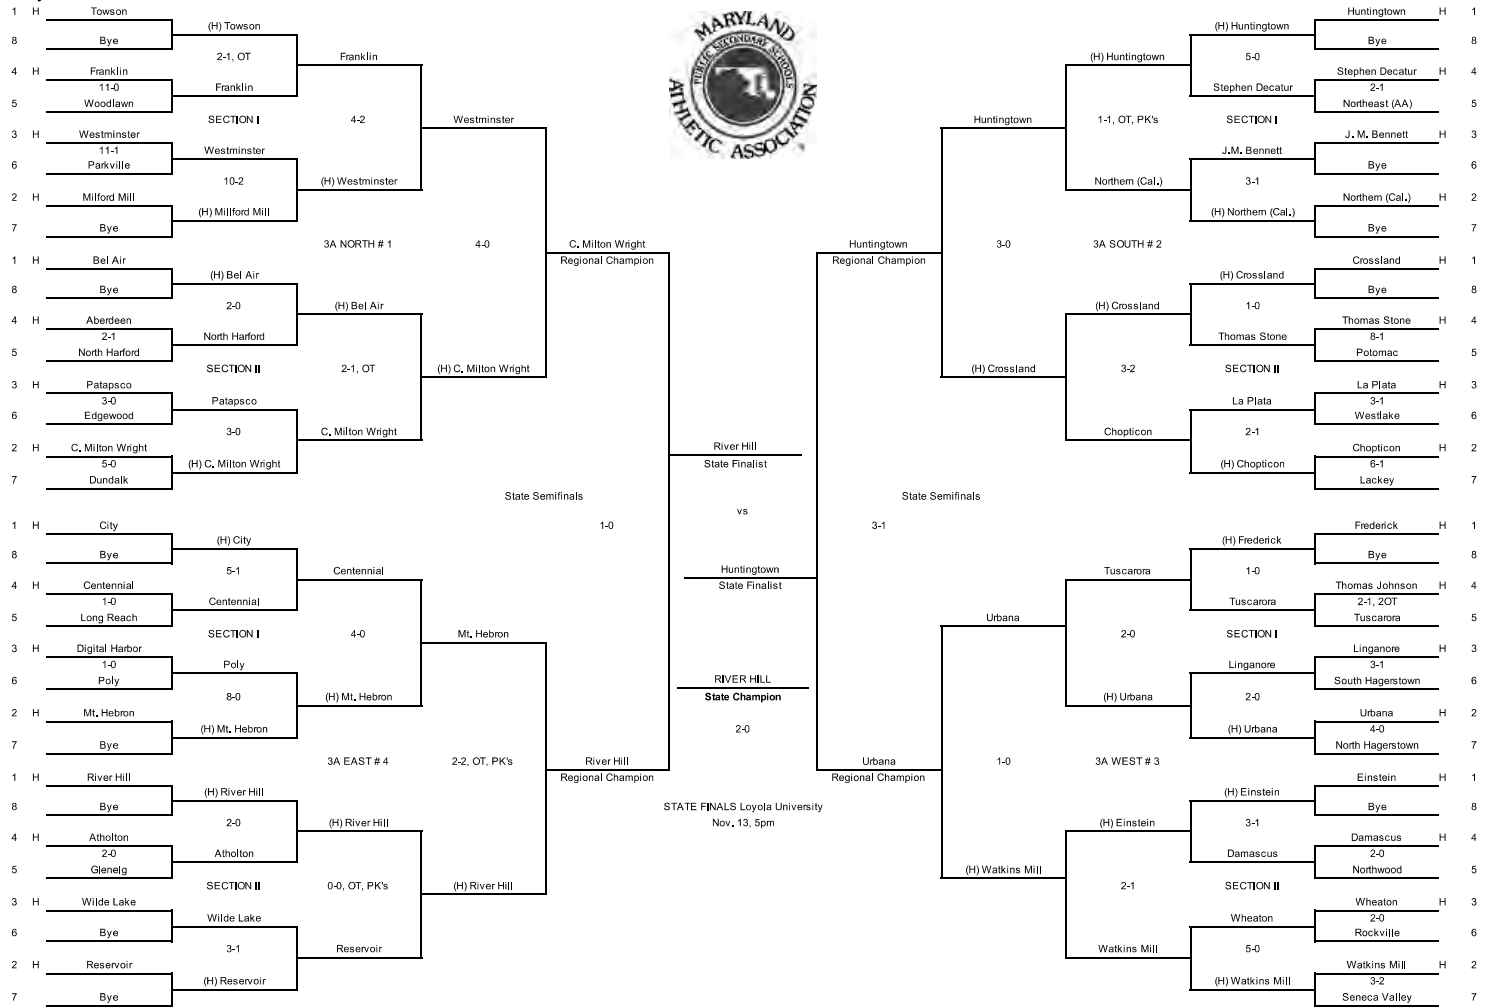 1 H Towson
8 Bye
(H) Towson
2-1, OT
4 H Franklin
11-0
5 Woodlawn
Franklin
Franklin
SECTION I
4-2
3 H Westminster
11-1
6 Parkville
Westminster
10-2
2 H Milford Mill
7 Bye
(H) Millford Mill
(H) Westminster
Westminster
3A NORTH # 1
4-0
1 H Bel Air
8 Bye
(H) Bel Air
2-0
4 H Aberdeen
2-1
5 North Harford
North Harford
(H) Bel Air
SECTION II
2-1, OT
3 H Patapsco
3-0
6 Edgewood
Patapsco
3-0
2 H C. Milton Wright
5-0
7 Dundalk
(H) C. Milton Wright
C. Milton Wright
(H) C. Milton Wright
C. Milton Wright
Regional Champion
State Semifinals
1-0
1 H City
8 Bye
(H) City
5-1
4 H Centennial
1-0
5 Long Reach
Centennial
Centennial
SECTION I
4-0
3 H Digital Harbor
1-0
6 Poly
Poly
8-0
2 H Mt. Hebron
7 Bye
(H) Mt. Hebron
(H) Mt. Hebron
Mt. Hebron
3A EAST # 4
2-2, OT, PK's
1 H River Hill
8 Bye
(H) River Hill
2-0
4 H Atholton
2-0
5 Glenelg
Atholton
(H) River Hill
SECTION II
0-0, OT, PK's
3 H Wilde Lake
6 Bye
Wilde Lake
3-1
2 H Reservoir
7 Bye
(H) Reservoir
Reservoir
(H) River Hill
River Hill
Regional Champion
MARYLAND
PUBLIC SECONDARY SCHOOLS
ATHLETIC ASSOCIATION
River Hill
State Finalist
vs
Huntingtown
State Finalist
RIVER HILL
State Champion
2-0
STATE FINALS Loyola University
Nov. 13, 5pm
Huntingtown H 1
Bye 8
(H) Huntingtown
5-0
Stephen Decatur H 4
2-1
Northeast (AA) 5
Stephen Decatur
(H) Huntingtown
SECTION I
1-1, OT, PK's
J. M. Bennett H 3
Bye 6
J.M. Bennett
3-1
Northern (Cal.) H 2
Bye 7
(H) Northern (Cal.)
Northern (Cal.)
Huntingtown
3A SOUTH # 2
3-0
Crossland H 1
Bye 8
(H) Crossland
1-0
Thomas Stone H 4
8-1
Potomac 5
Thomas Stone
(H) Crossland
SECTION II
3-2
La Plata H 3
3-1
Westlake 6
La Plata
2-1
Chopticon H 2
6-1
Lackey 7
(H) Chopticon
Chopticon
(H) Crossland
Huntingtown
Regional Champion
State Semifinals
3-1
Frederick H 1
Bye 8
(H) Frederick
1-0
Thomas Johnson H 4
2-1, 2OT
Tuscarora 5
Tuscarora
Tuscarora
SECTION I
2-0
Linganore H 3
3-1
South Hagerstown 6
Linganore
2-0
Urbana H 2
4-0
North Hagerstown 7
(H) Urbana
(H) Urbana
Urbana
3A WEST # 3
1-0
Einstein H 1
Bye 8
(H) Einstein
3-1
Damascus H 4
2-0
Northwood 5
Damascus
(H) Einstein
SECTION II
2-1
Wheaton H 3
2-0
Rockville 6
Wheaton
5-0
Watkins Mill H 2
3-2
Seneca Valley 7
(H) Watkins Mill
Watkins Mill
(H) Watkins Mill
Urbana
Regional Champion